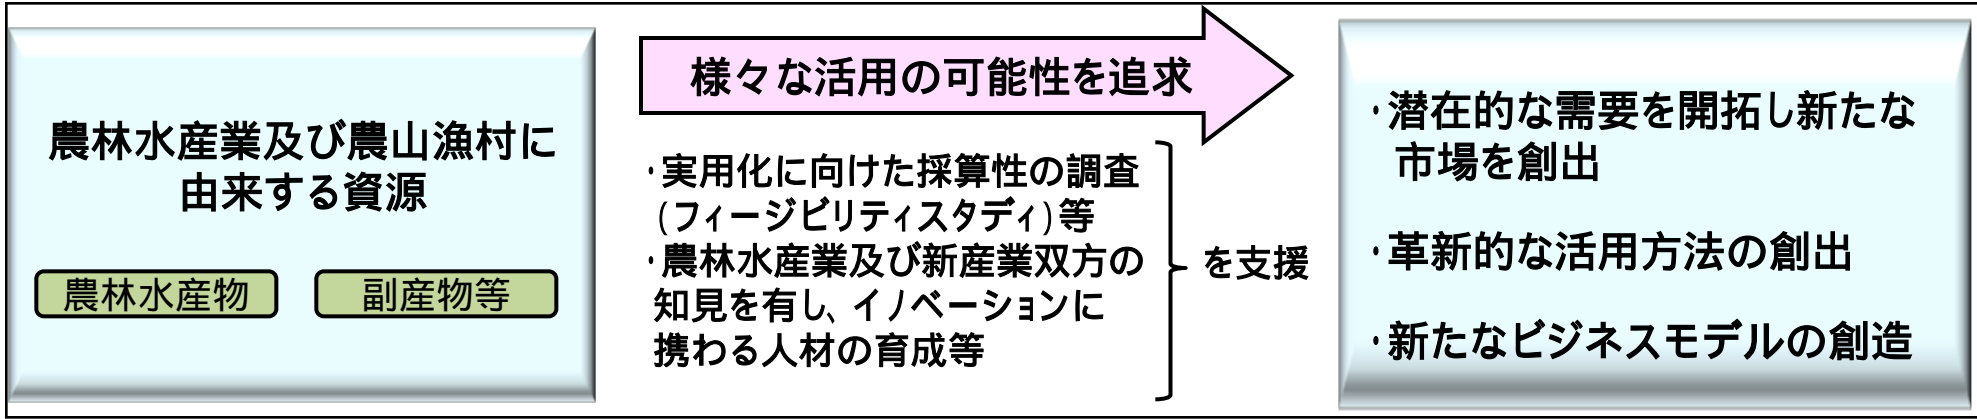 農林水産業及び農山漁村に
由来する資源
農林水産物
副産物等
様々な活用の可能性を追求
・実用化に向けた採算性の調査
(フィージビリティスタディ)等
・農林水産業及び新産業双方の
知見を有し、イノベーションに
携わる人材の育成等
を支援
・潜在的な需要を開拓し新たな
市場を創出
・革新的な活用方法の創出
・新たなビジネスモデルの創造